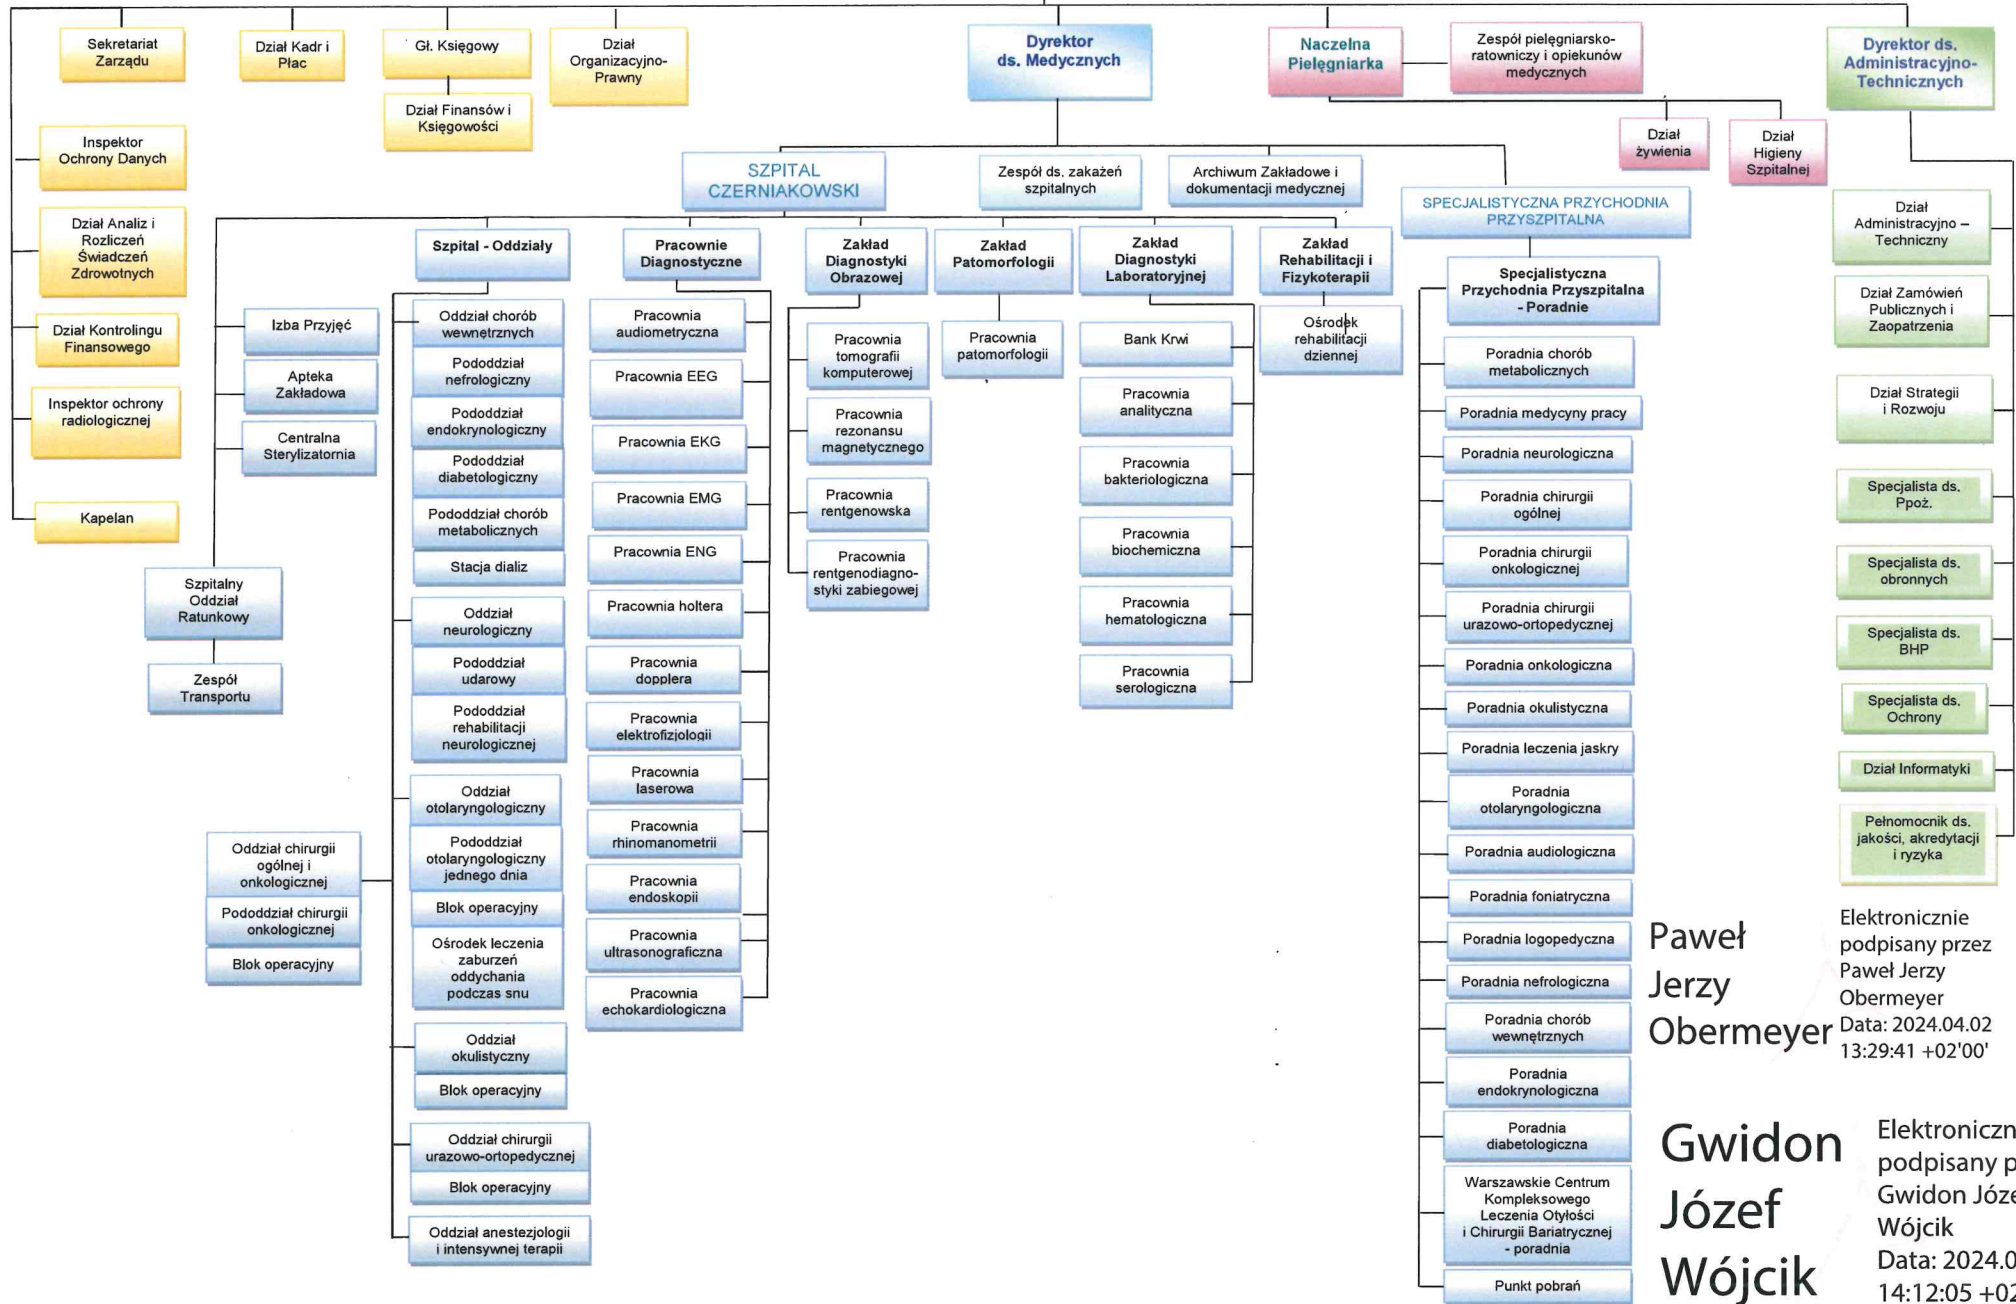 Sekretariat
Zarządu
Dział Kadr i
Płac
Gł. Księgowy
Dział Finansów i
Księgowości
Dział
Organizacyjno-
Prawny
Dyrektor
ds. Medycznych
Naczelna
Pielęgniarka
Zespół pielęgniarsko-
ratowniczy i opiekunów
medycznych
Dyrektor ds.
Administracyjno-
Technicznych
Dział
żywienia
Dział
Higieny
Szpitalnej
Inspektor
Ochrony Danych
Dział Analiz i
Rozliczeń
Świadczeń
Zdrowotnych
Dział Kontrolingu
Finansowego
Inspektor ochrony
radiologicznej
Kapelan
SZPITAL
CZERNIAKOWSKI
Zespół ds. zakażeń
szpitalnych
Archiwum Zakładowe i
dokumentacji medycznej
SPECJALISTYCZNA PRZYCHODNIA
PRZYSZPITALNA
Izba Przyjęć
Apteka
Zakładowa
Centralna
Sterylizatornia
Szpitalny
Oddział
Ratunkowy
Zespół
Transportu
Oddział chirurgii
ogólnej i
onkologicznej
Pododdział chirurgii
onkologicznej
Blok operacyjny
Szpital - Oddziały
Oddział chorób
wewnętrznych
Pododdział
nefrologiczny
Pododdział
endokrynologiczny
Pododdział
diabetologiczny
Pododdział chorób
metabolicznych
Stacja dializ
Oddział
neurologiczny
Pododdział
udarowy
Pododdział
rehabilitacji
neurologicznej
Oddział
otolaryngologiczny
Pododdział
otolaryngologiczny
jednego dnia
Blok operacyjny
Ośrodek leczenia
zaburzeń
oddychania
podczas snu
Oddział
okulistyczny
Blok operacyjny
Oddział chirurgii
urazowo-ortopedycznej
Blok operacyjny
Oddział anestezjologii
i intensywnej terapii
Pracownie
Diagnostyczne
Pracownia
audiometryczna
Pracownia EEG
Pracownia EKG
Pracownia EMG
Pracownia ENG
Pracownia holtera
Pracownia
dopplera
Pracownia
elektrofizjologii
Pracownia
laserowa
Pracownia
rhinomanometrii
Pracownia
endoskopii
Pracownia
ultrasonograficzna
Pracownia
echokardiologiczna
Zakład
Diagnostyki
Obrazowej
Pracownia
tomografii
komputerowej
Pracownia
rezonansu
magnetycznego
Pracownia
rentgenowska
Pracownia
rentgenodiagno-
styki zabiegowej
Zakład
Patomorfologii
Pracownia
patomorfologii
Zakład
Diagnostyki
Laboratoryjnej
Bank Krwi
Pracownia
analityczna
Pracownia
bakteriologiczna
Pracownia
biochemiczna
Pracownia
hematologiczna
Pracownia
serologiczna
Zakład
Rehabilitacji i
Fizykoterapii
Ośrodek
rehabilitacji
dziennej
Specjalistyczna
Przychodnia Przyszpitalna
- Poradnie
Poradnia chorób
metabolicznych
Poradnia medycyny pracy
Poradnia neurologiczna
Poradnia chirurgii
ogólnej
Poradnia chirurgii
onkologicznej
Poradnia chirurgii
urazowo-ortopedycznej
Poradnia onkologiczna
Poradnia okulistyczna
Poradnia leczenia jaskry
Poradnia
otolaryngologiczna
Poradnia audiologiczna
Poradnia foniatryczna
Poradnia logopedyczna
Poradnia nefrologiczna
Poradnia chorób
wewnętrznych
Poradnia
endokrynologiczna
Poradnia
diabetologiczna
Warszawskie Centrum
Kompleksowego
Leczenia Otyłości
i Chirurgii Bariatrycznej
- poradnia
Punkt pobrań
Dział
Administracyjno –
Techniczny
Dział Zamówień
Publicznych i
Zaopatrzenia
Dział Strategii
i Rozwoju
Specjalista ds.
Ppoż.
Specjalista ds.
obronnych
Specjalista ds.
BHP
Specjalista ds.
Ochrony
Dział Informatyki
Pełnomocnik ds.
jakości, akredytacji
i ryzyka
Paweł
Jerzy
Obermeyer
Elektronicznie
podpisany przez
Paweł Jerzy
Obermeyer
Data: 2024.04.02
13:29:41 +02'00'
Gwidon
Józef
Wójcik
Elektroniczn
podpisany p
Gwidon Józe
Wójcik
Data: 2024.0
14:12:05 +02